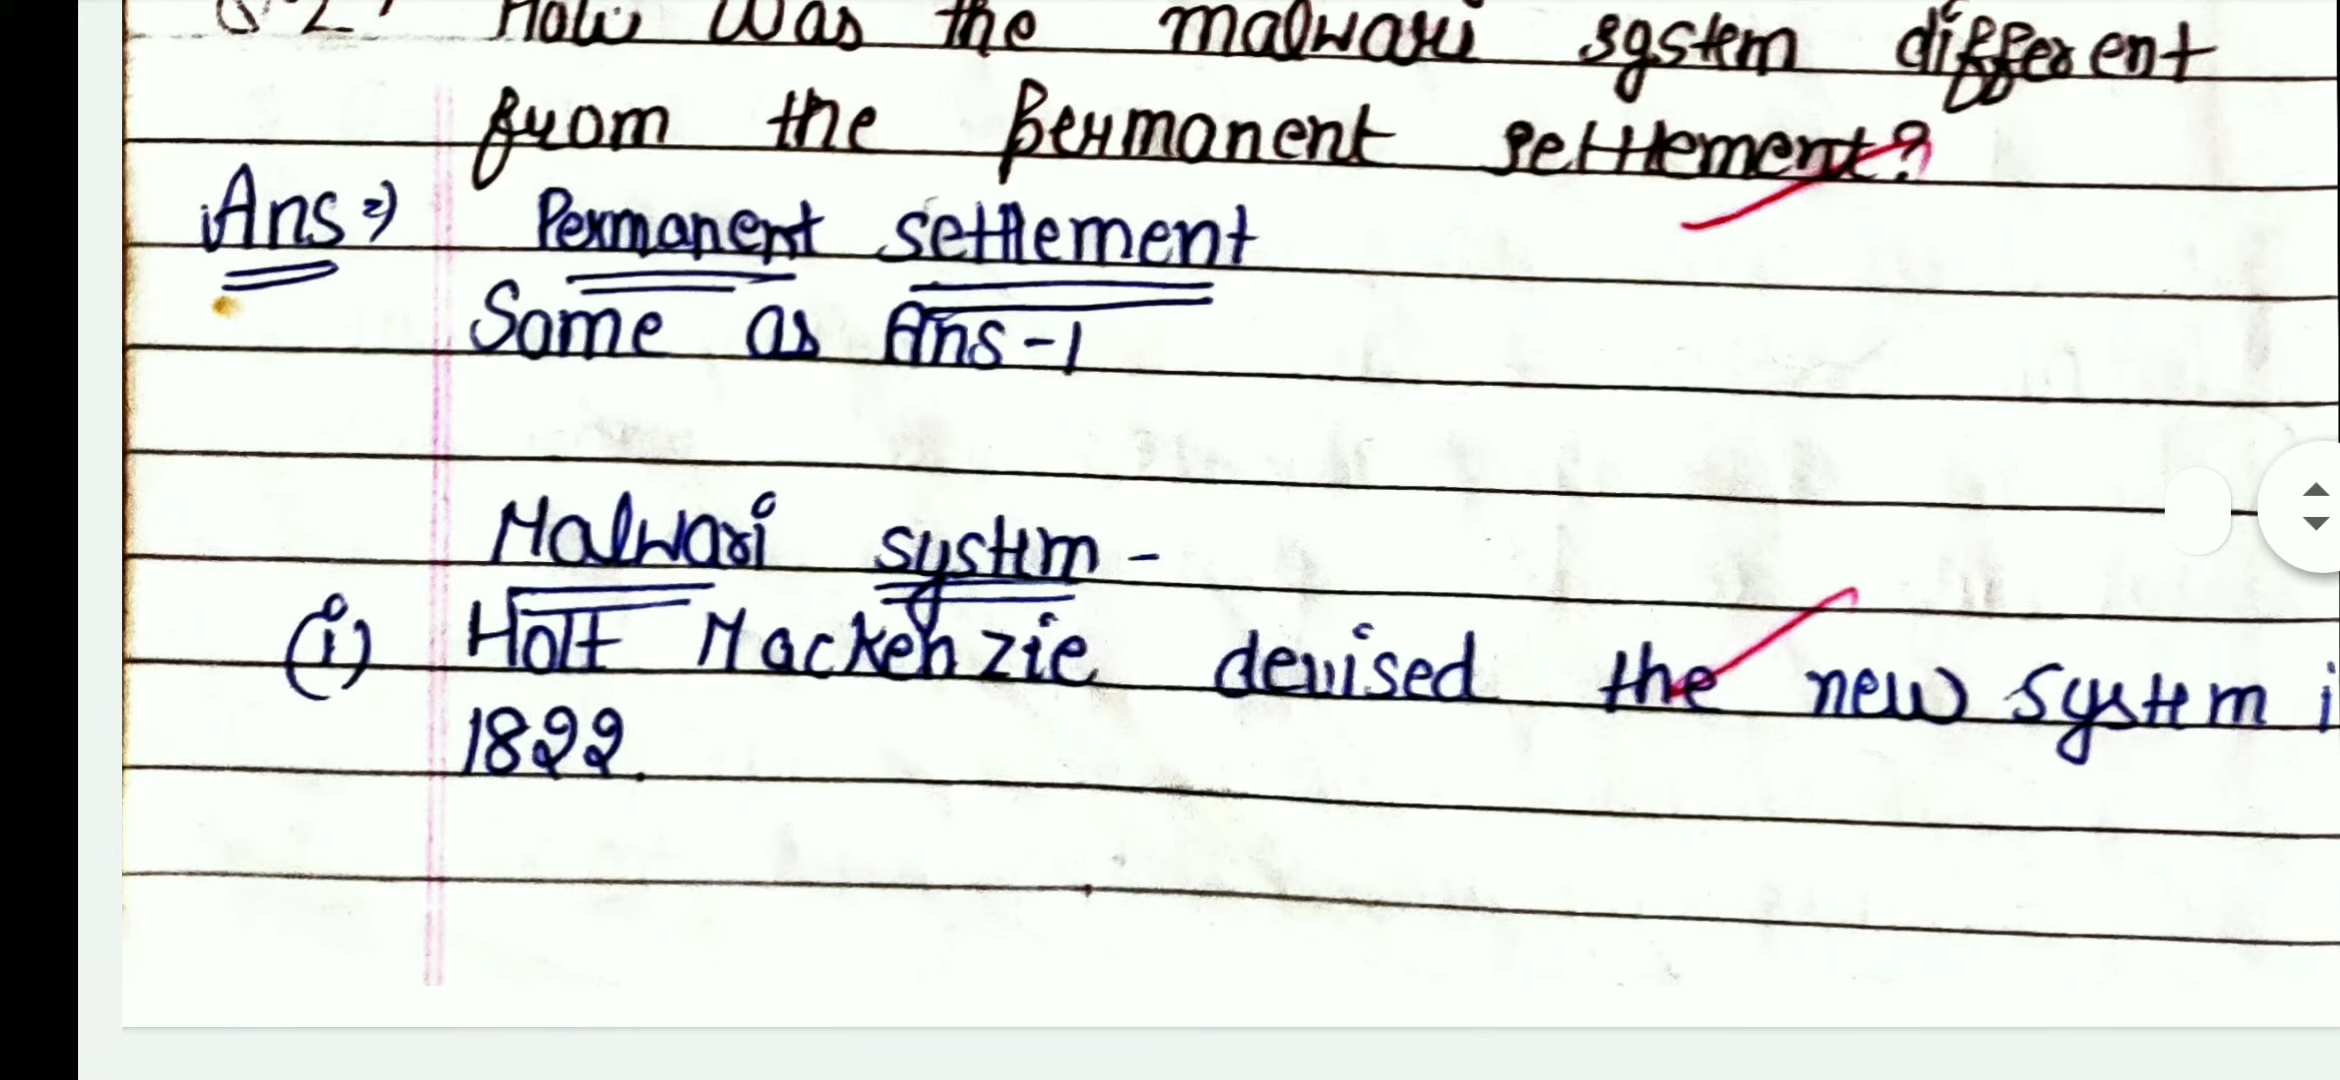 Q.2. How was the malwari system different
from the Permanent settlement?
Ans⇒ Permanent settlement
Same as Ans-1
Malwari system -
(i) Holt Mackenzie devised the new system i
1822.